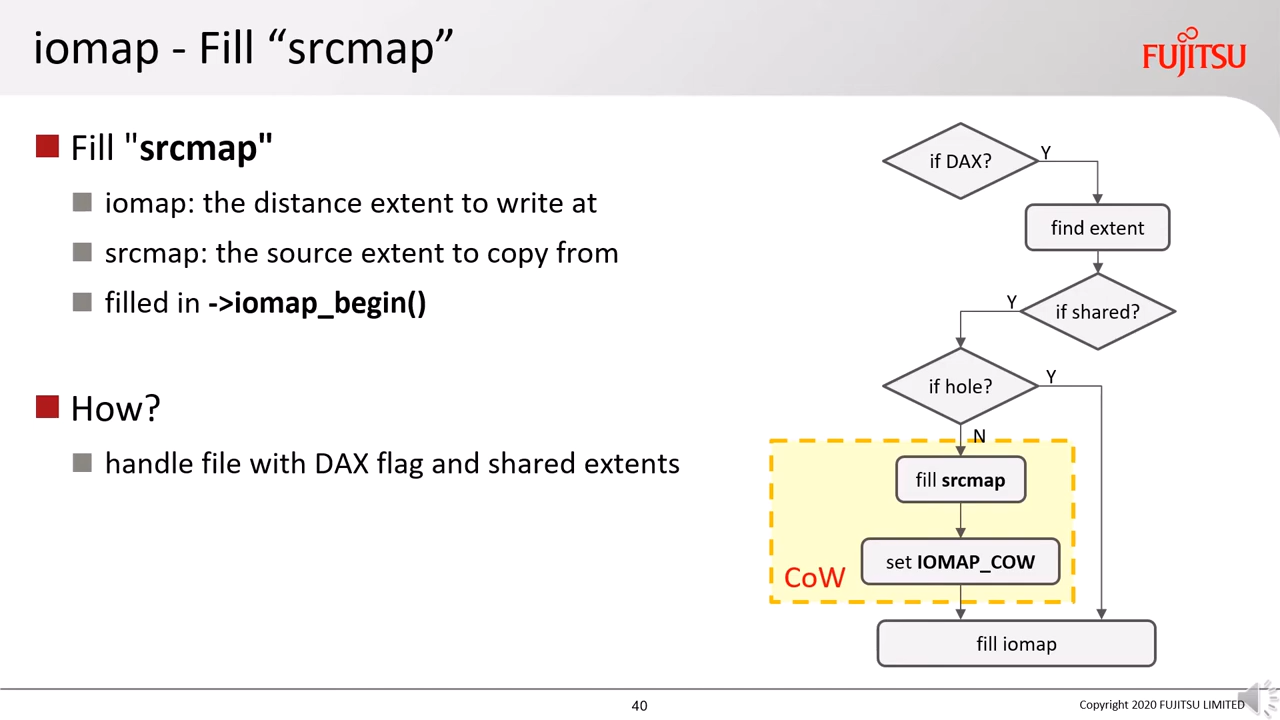 iomap - Fill “srcmap”
FUJITSU
Fill "srcmap"
iomap: the distance extent to write at
srcmap: the source extent to copy from
filled in ->iomap_begin()
How?
handle file with DAX flag and shared extents
if DAX?
Y
find extent
if shared?
Y
if hole?
Y
N
fill srcmap
set IOMAP_COW
CoW
fill iomap
40
Copyright 2020 FUJITSU LIMITED